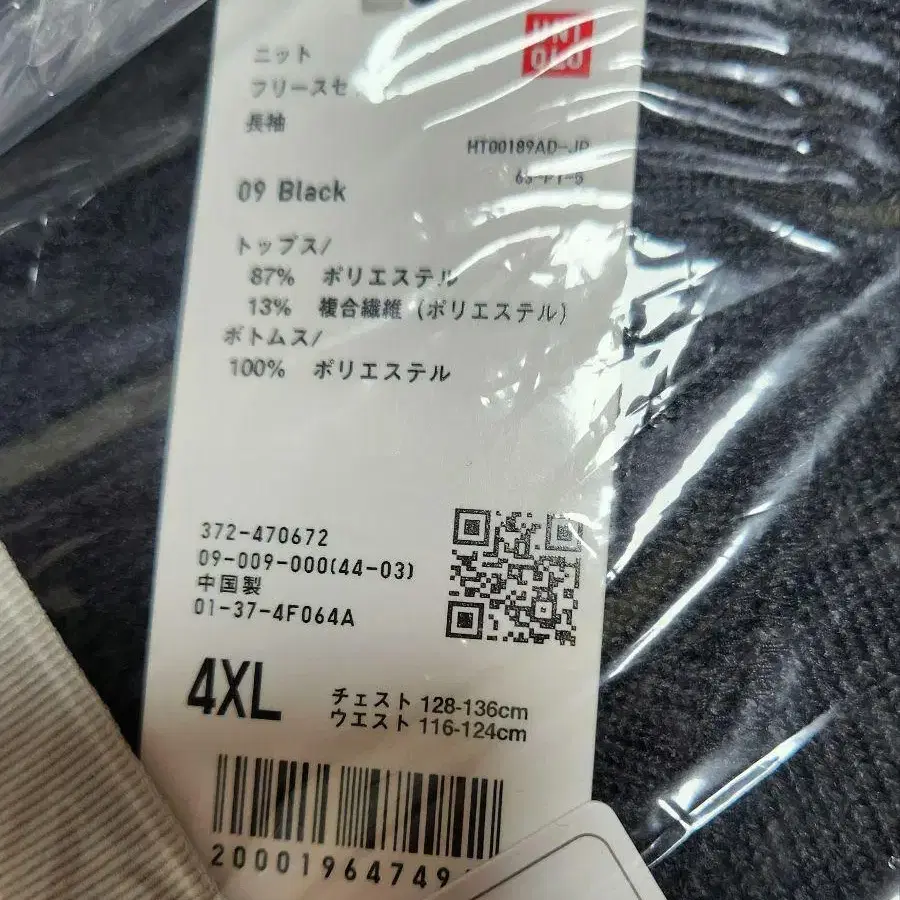 ニット
UNI
QLO
フリースセ
長袖
HT00189AD-JP
09 Black
トップス/
87% ポリエステル
13% 複合繊維 (ポリエステル)
ボトムス/
100% ポリエステル
372-470672
09-009-000(44-03)
中国製
01-37-4F064A
4XL
チェスト 128-136cm
ウエスト 116-124cm
20001964749